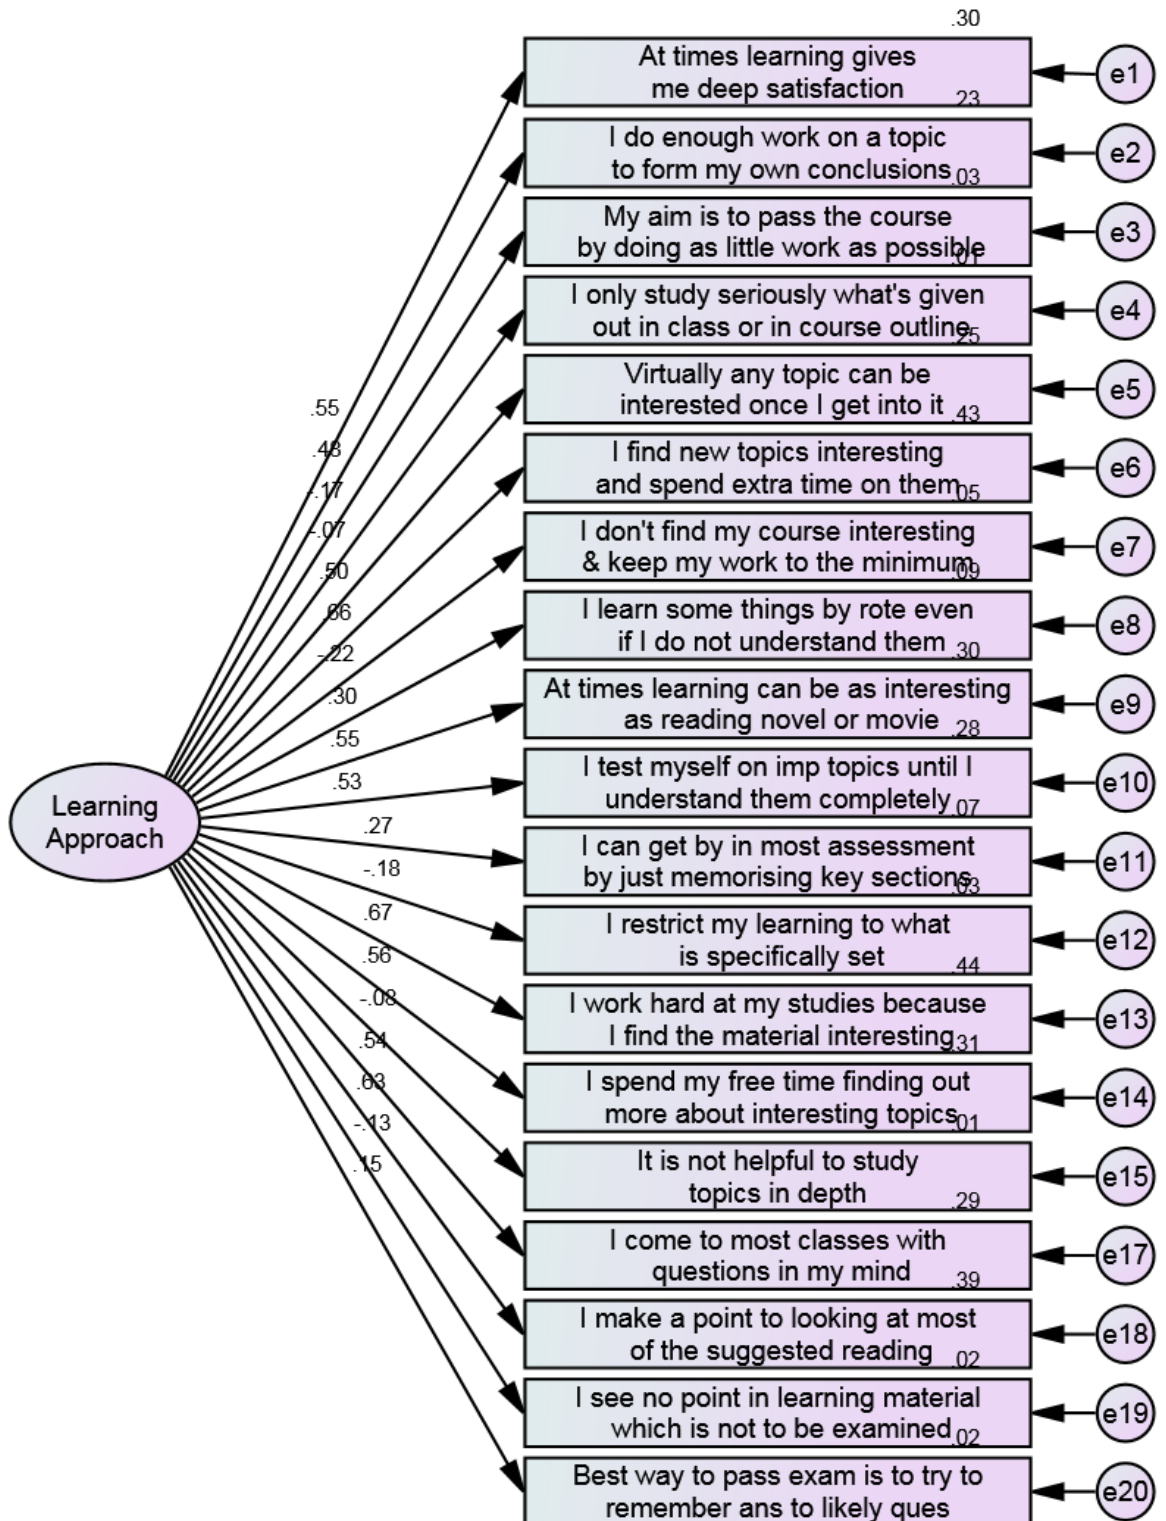 .30
At times learning gives
me deep satisfaction
e1
.23
I do enough work on a topic
to form my own conclusions
e2
.03
My aim is to pass the course
by doing as little work as possible
e3
.01
I only study seriously what's given
out in class or in course outline
e4
.25
Virtually any topic can be
interested once I get into it
e5
.43
I find new topics interesting
and spend extra time on them
e6
.05
I don't find my course interesting
& keep my work to the minimum
e7
.09
I learn some things by rote even
if I do not understand them
e8
.30
At times learning can be as interesting
as reading novel or movie
e9
.28
I test myself on imp topics until I
understand them completely
e10
.07
I can get by in most assessment
by just memorising key sections
e11
.03
I restrict my learning to what
is specifically set
e12
.44
I work hard at my studies because
I find the material interesting
e13
.31
I spend my free time finding out
more about interesting topics
e14
.01
It is not helpful to study
topics in depth
e15
.29
I come to most classes with
questions in my mind
e17
.39
I make a point to looking at most
of the suggested reading
e18
.02
I see no point in learning material
which is not to be examined
e19
.02
Best way to pass exam is to try to
remember ans to likely ques
e20
.55
.48
-.17
-.07
.50
.66
-.22
.30
.55
.53
.27
-.18
.67
.56
-.08
.54
.63
-.13
.15
Learning
Approach